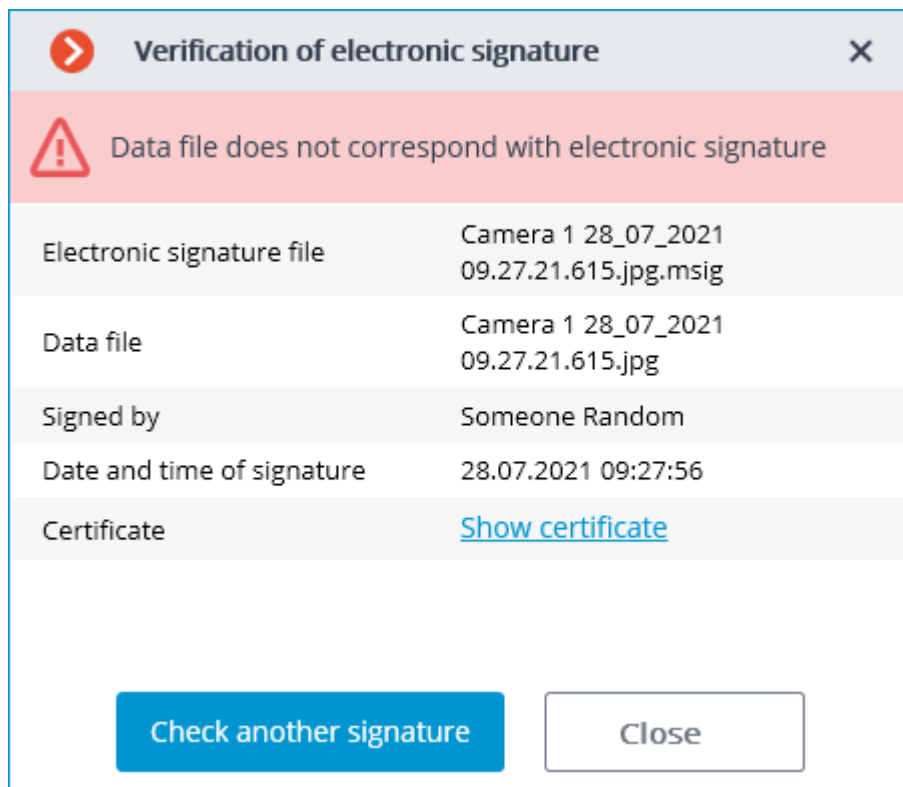 Verification of electronic signature
Data file does not correspond with electronic signature
Electronic signature file
Camera 1 28_07_2021
09.27.21.615.jpg.msig
Data file
Camera 1 28_07_2021
09.27.21.615.jpg
Signed by
Someone Random
Date and time of signature
28.07.2021 09:27:56
Certificate
Show certificate
Check another signature
Close